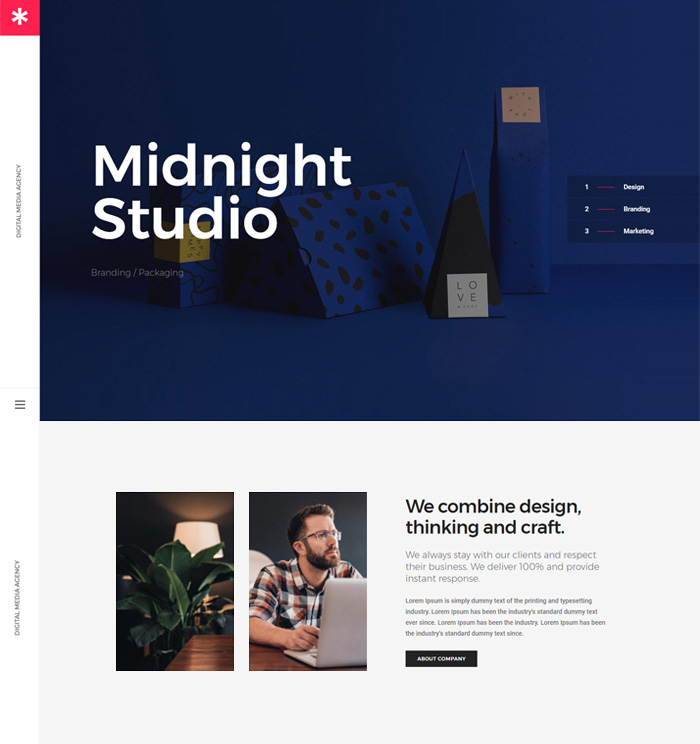 DIGITAL MEDIA AGENCY
Midnight
Studio
Branding / Packaging
1 Design
2 Branding
3 Marketing
L O
V E
DIGITAL MEDIA AGENCY
We combine design,
thinking and craft.
We always stay with our clients and respect
their business. We deliver 100% and provide
instant response.
Lorem Ipsum is simply dummy text of the printing and typesetting
industry. Lorem Ipsum has been the industry's standard dummy text
ever since. Lorem Ipsum has been the industry. Lorem Ipsum has been
the industry's standard dummy text since.
ABOUT COMPANY